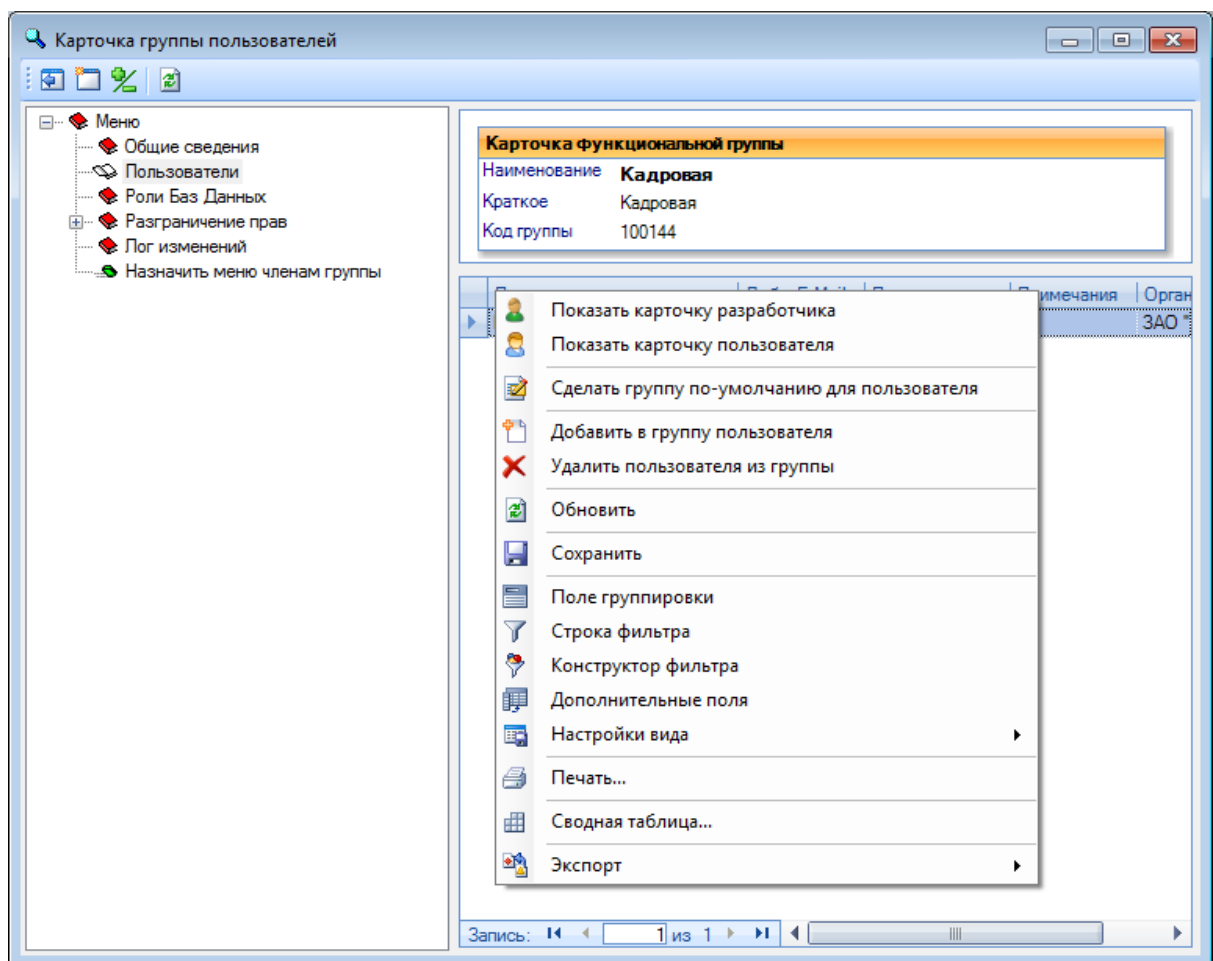 Карточка группы пользователей
Меню
Общие сведения
Пользователи
Роли Баз Данных
Разграничение прав
Лог изменений
Назначить меню членам группы
Карточка функциональной группы
Наименование Кадровая
Краткое Кадровая
Код группы 100144
Орган
ЗАО "
Показать карточку разработчика
Показать карточку пользователя
Сделать группу по-умолчанию для пользователя
Добавить в группу пользователя
Удалить пользователя из группы
Обновить
Сохранить
Поле группировки
Строка фильтра
Конструктор фильтра
Дополнительные поля
Настройки вида
Печать...
Сводная таблица...
Экспорт
Запись: 1 из 1